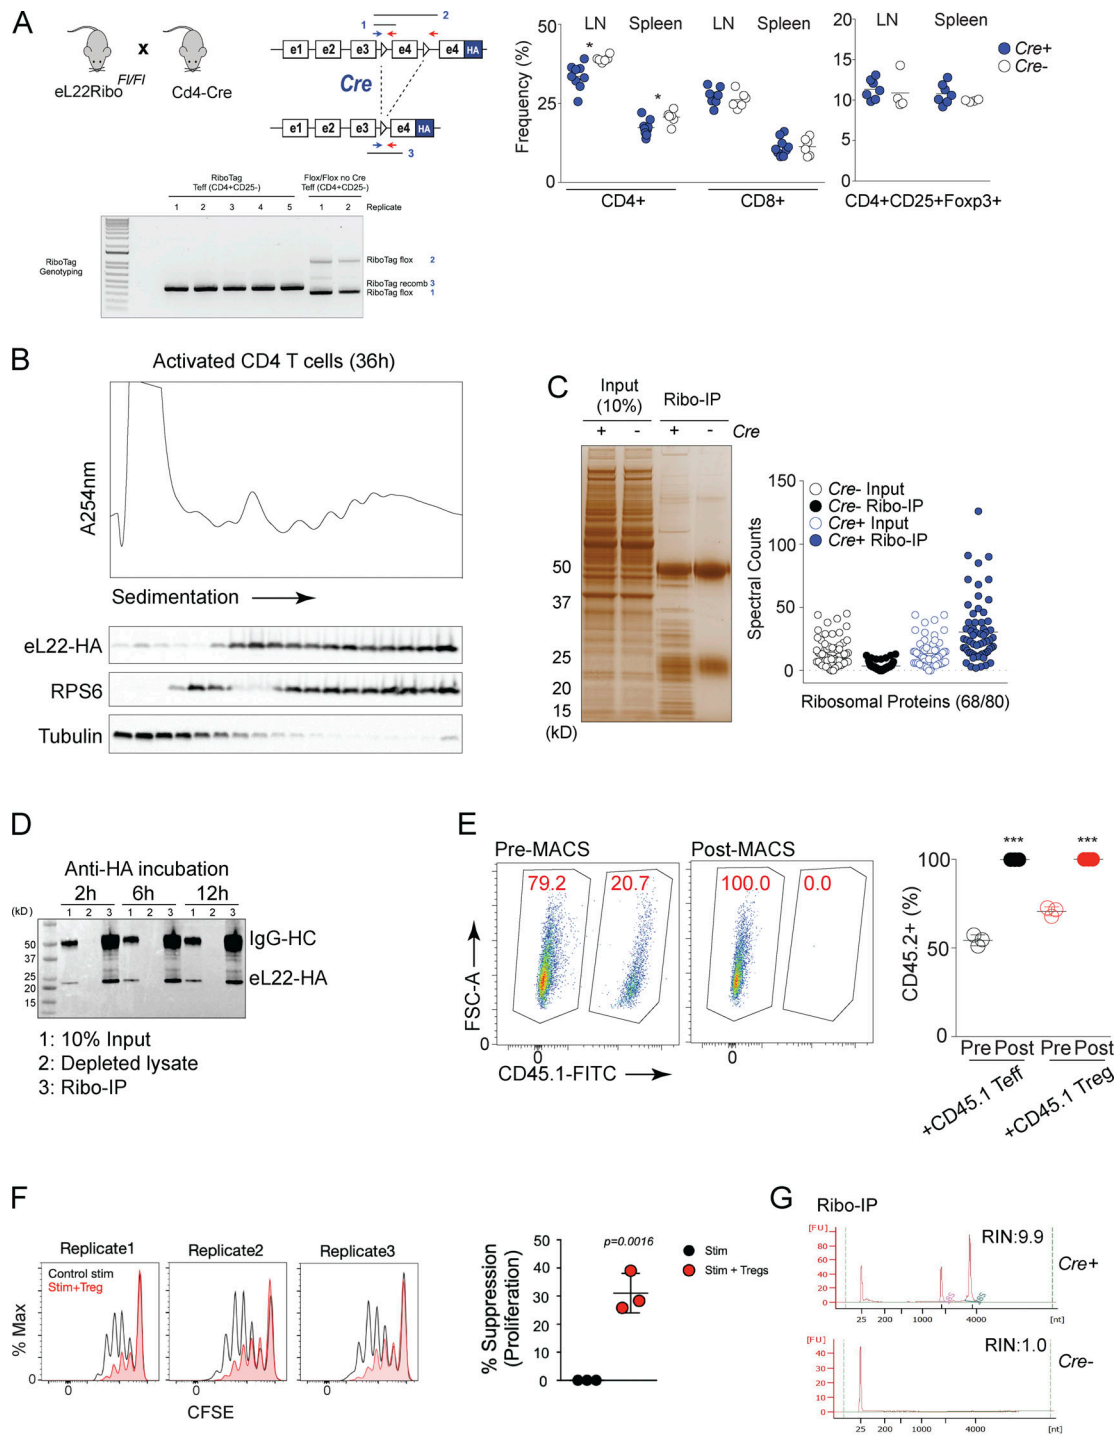 A
eL22Ribo Fl/Fl
x
Cd4-Cre
1
2
e1 e2 e3 e4 e4 HA
Cre
e1 e2 e3 e4 HA
3
RiboTag
Teff (CD4+CD25-)
Flox/Flox no Cre
Teff (CD4+CD25-)
1 2 3 4 5 1 2 Replicate
RiboTag
Genotyping
RiboTag flox 2
RiboTag recomb 3
RiboTag flox 1
Frequency (%)
50
25
0
LN Spleen LN Spleen
*
*
CD4+ CD8+
25
20
15
10
5
0
LN Spleen
CD4+CD25+Foxp3+
Cre+
Cre-
B
Activated CD4 T cells (36h)
A254nm
Sedimentation
eL22-HA
RPS6
Tubulin
C
Input
(10%)
Ribo-IP
+ - + - Cre
50
37
25
20
15
(kD)
Spectral Counts
150
100
50
0
Cre- Input
Cre- Ribo-IP
Cre+ Input
Cre+ Ribo-IP
Ribosomal Proteins (68/80)
D
Anti-HA incubation
2h 6h 12h
(kD) 1 2 3 1 2 3 1 2 3
50
37
25
20
15
IgG-HC
eL22-HA
1: 10% Input
2: Depleted lysate
3: Ribo-IP
E
Pre-MACS
79.2 20.7
Post-MACS
100.0 0.0
FSC-A
0 0
CD45.1-FITC
CD45.2+ (%)
100
50
0
*** ***
Pre Post Pre Post
+CD45.1 Teff
+CD45.1 Treg
F
Replicate1 Replicate2 Replicate3
Control stim
Stim+Treg
% Max
0
0 0 0
CFSE
% Suppression
(Proliferation)
50
40
30
20
10
0
p=0.0016
Stim
Stim + Tregs
G
Ribo-IP
[FU]
80
60
40
20
0
RIN:9.9
Cre+
18S
28S
25 200 1000 4000 [nt]
[FU]
40
30
20
10
0
RIN:1.0
Cre-
25 200 1000 4000 [nt]